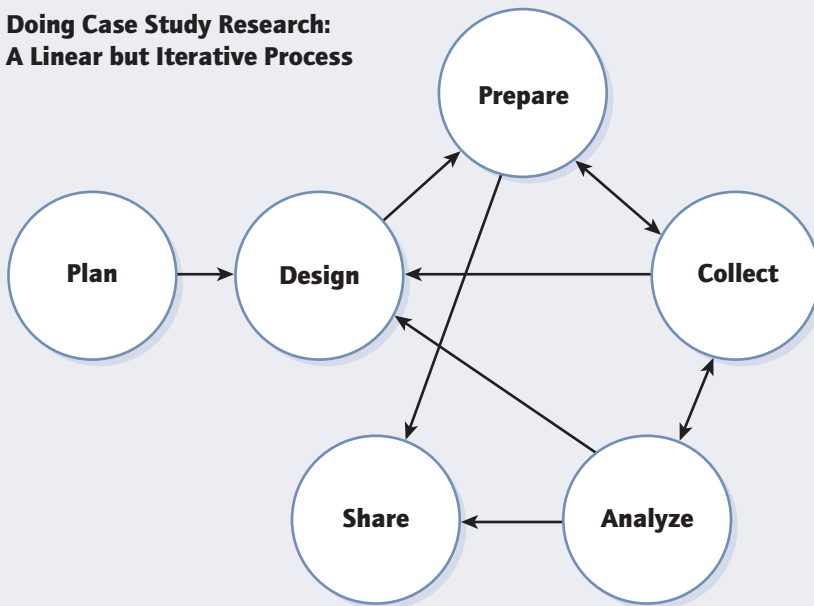 Doing Case Study Research:
A Linear but Iterative Process
Prepare
Plan
Design
Collect
Share
Analyze